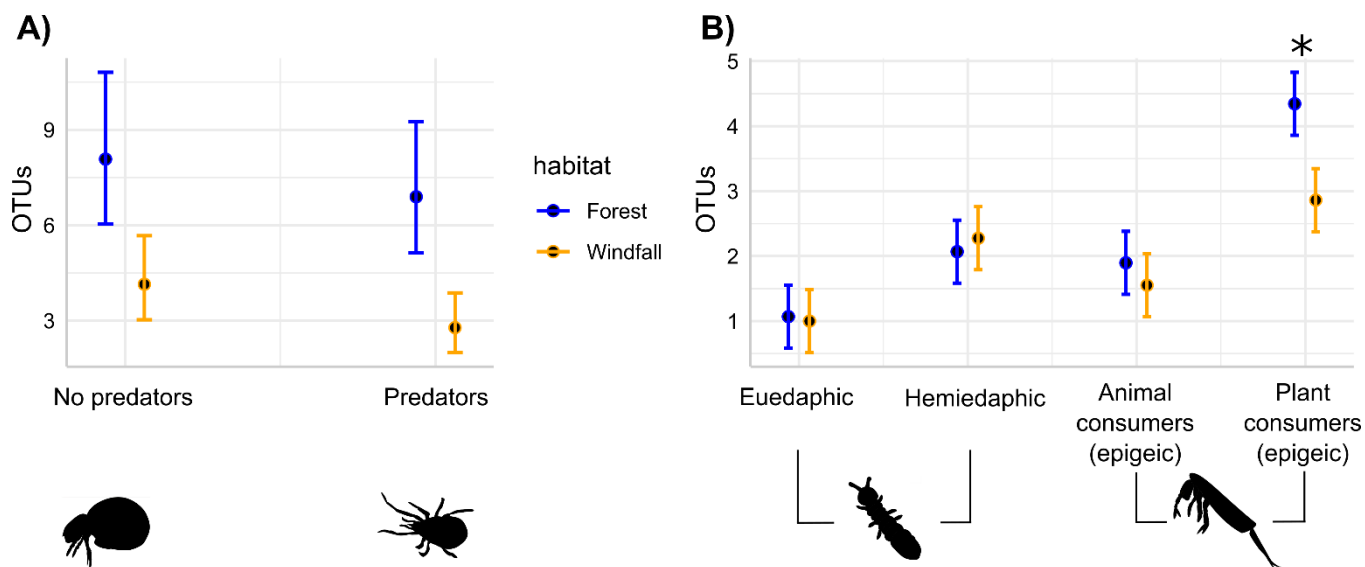 A)
OTUs
9
6
3
No predators
Predators
habitat
Forest
Windfall
B)
*
OTUs
5
4
3
2
1
Euedaphic
Hemiedaphic
Animal
consumers
(epigeic)
Plant
consumers
(epigeic)